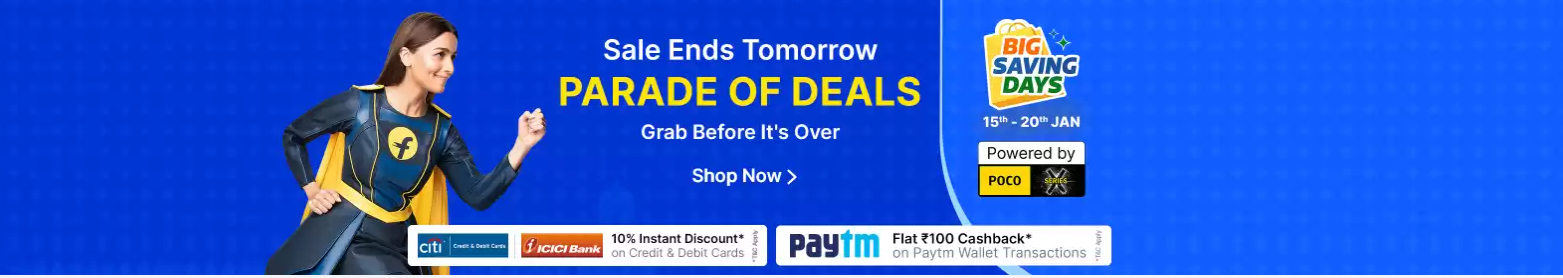 Sale Ends Tomorrow
PARADE OF DEALS
Grab Before It's Over
Shop Now
BIG
SAVING
DAYS
15th - 20th JAN
Powered by
POCO
X SERIES
f
citi
Credit & Debit Cards
ICICI Bank
10% Instant Discount*
on Credit & Debit Cards
*T&C Apply
paytm
Flat ₹100 Cashback*
on Paytm Wallet Transactions
*T&C Apply